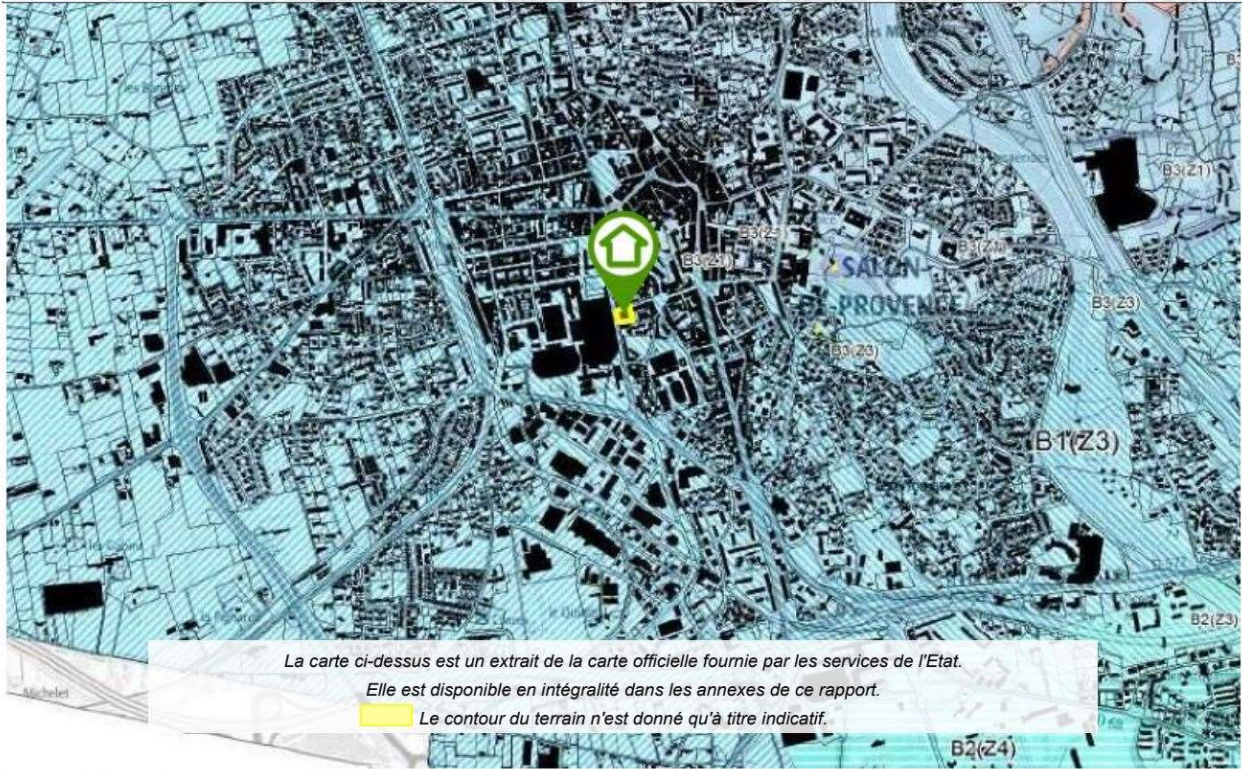 B3(Z1)
B3(Z1)
SALON
DE-PROVENCE
B3(Z3)
B3(Z3)
B1(Z3)
B2(Z3)
Michelet
La carte ci-dessus est un extrait de la carte officielle fournie par les services de l'Etat.
Elle est disponible en intégralité dans les annexes de ce rapport.
Le contour du terrain n'est donné qu'à titre indicatif.
B2(Z4)